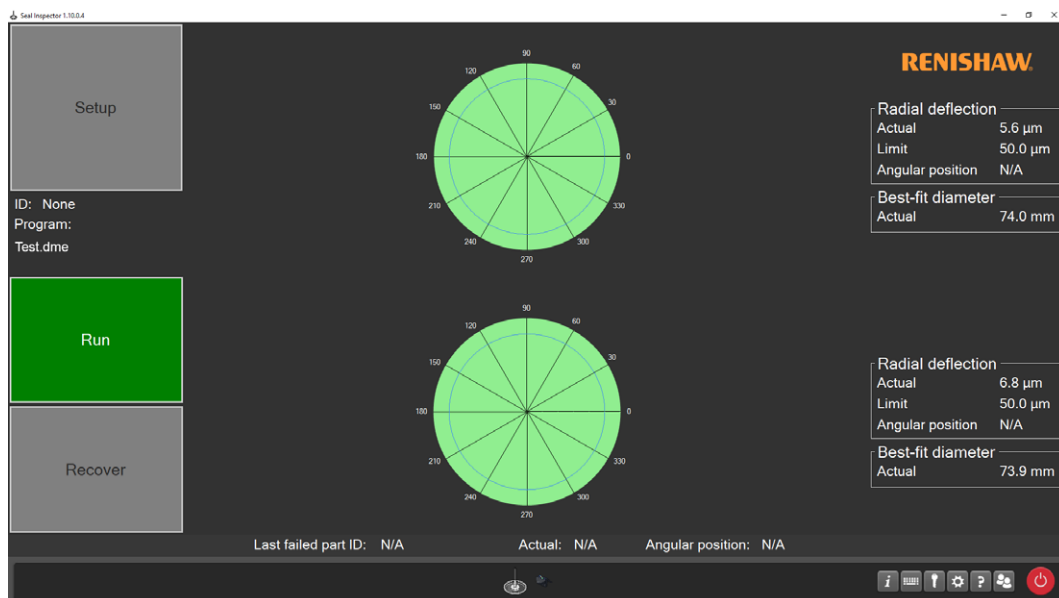 Seal Inspector 1.10.0.4
Setup
ID: None
Program:
Test.dme
Run
Recover
90
120
60
150
30
180
0
210
330
240
300
270
90
120
60
150
30
180
0
210
330
240
300
270
RENISHAW
Radial deflection
Actual 5.6 µm
Limit 50.0 µm
Angular position N/A
Best-fit diameter
Actual 74.0 mm
Radial deflection
Actual 6.8 µm
Limit 50.0 µm
Angular position N/A
Best-fit diameter
Actual 73.9 mm
Last failed part ID: N/A Actual: N/A Angular position: N/A